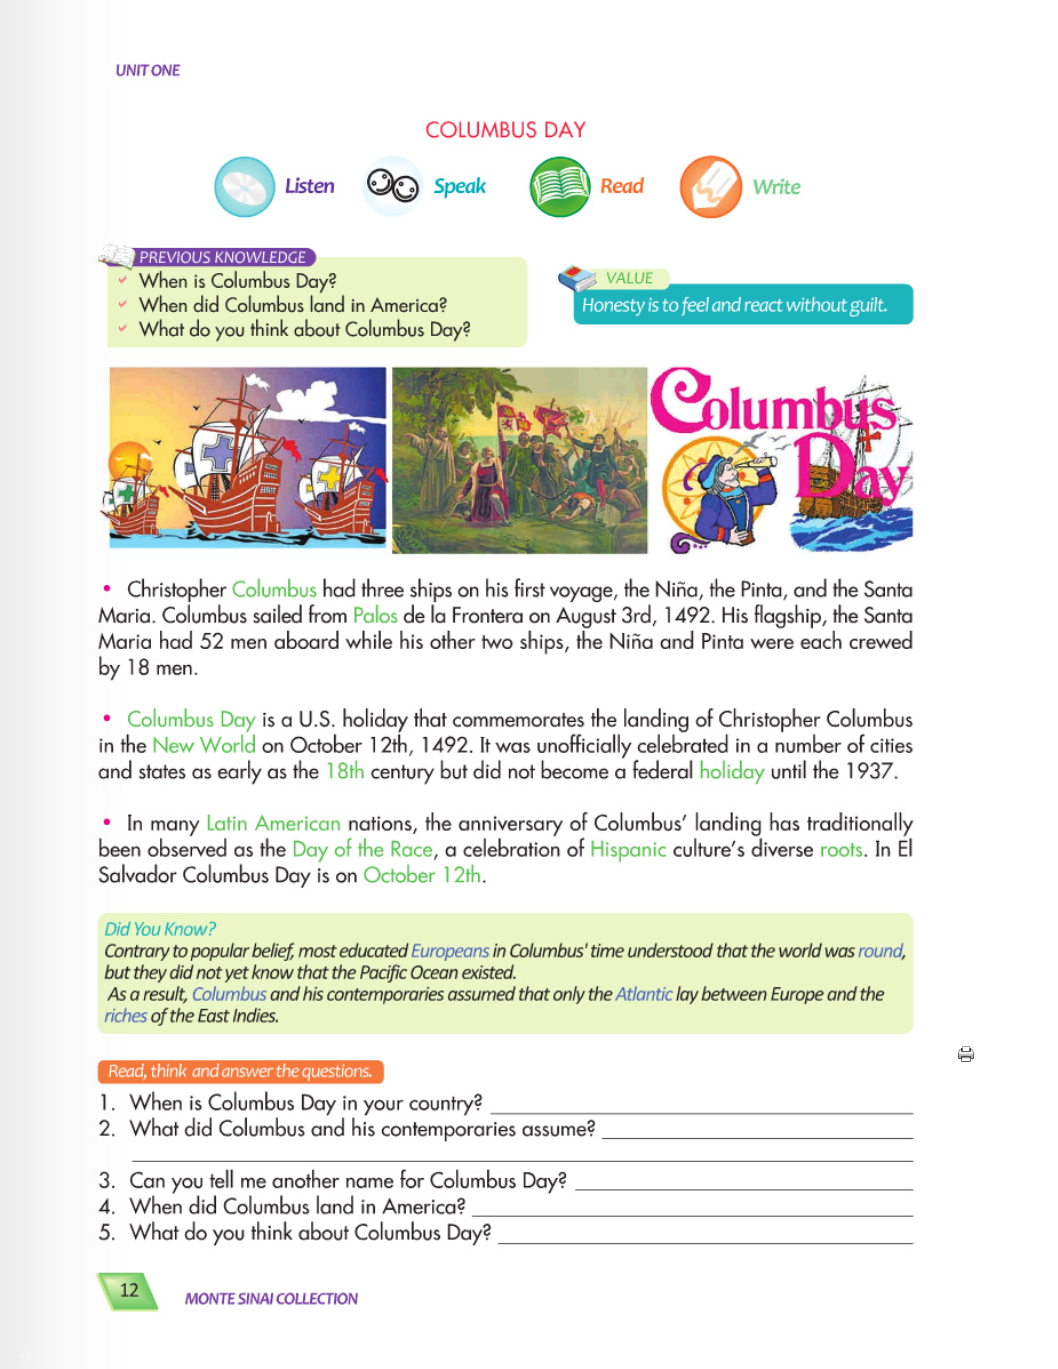 UNIT ONE
COLUMBUS DAY
Listen
Speak
Read
Write
PREVIOUS KNOWLEDGE
When is Columbus Day?
When did Columbus land in America?
What do you think about Columbus Day?
VALUE
Honesty is to feel and react without guilt.
Columbus
Day
• Christopher Columbus had three ships on his first voyage, the Niña, the Pinta, and the Santa
Maria. Columbus sailed from Palos de la Frontera on August 3rd, 1492. His flagship, the Santa
Maria had 52 men aboard while his other two ships, the Niña and Pinta were each crewed
by 18 men.
• Columbus Day is a U.S. holiday that commemorates the landing of Christopher Columbus
in the New World on October 12th, 1492. It was unofficially celebrated in a number of cities
and states as early as the 18th century but did not become a federal holiday until the 1937.
• In many Latin American nations, the anniversary of Columbus' landing has traditionally
been observed as the Day of the Race, a celebration of Hispanic culture's diverse roots. In El
Salvador Columbus Day is on October 12th.
Did You Know?
Contrary to popular belief, most educated Europeans in Columbus' time understood that the world was round,
but they did not yet know that the Pacific Ocean existed.
As a result, Columbus and his contemporaries assumed that only the Atlantic lay between Europe and the
riches of the East Indies.
Read, think and answer the questions.
1. When is Columbus Day in your country?
2. What did Columbus and his contemporaries assume?
3. Can you tell me another name for Columbus Day?
4. When did Columbus land in America?
5. What do you think about Columbus Day?
12
MONTE SINAI COLLECTION